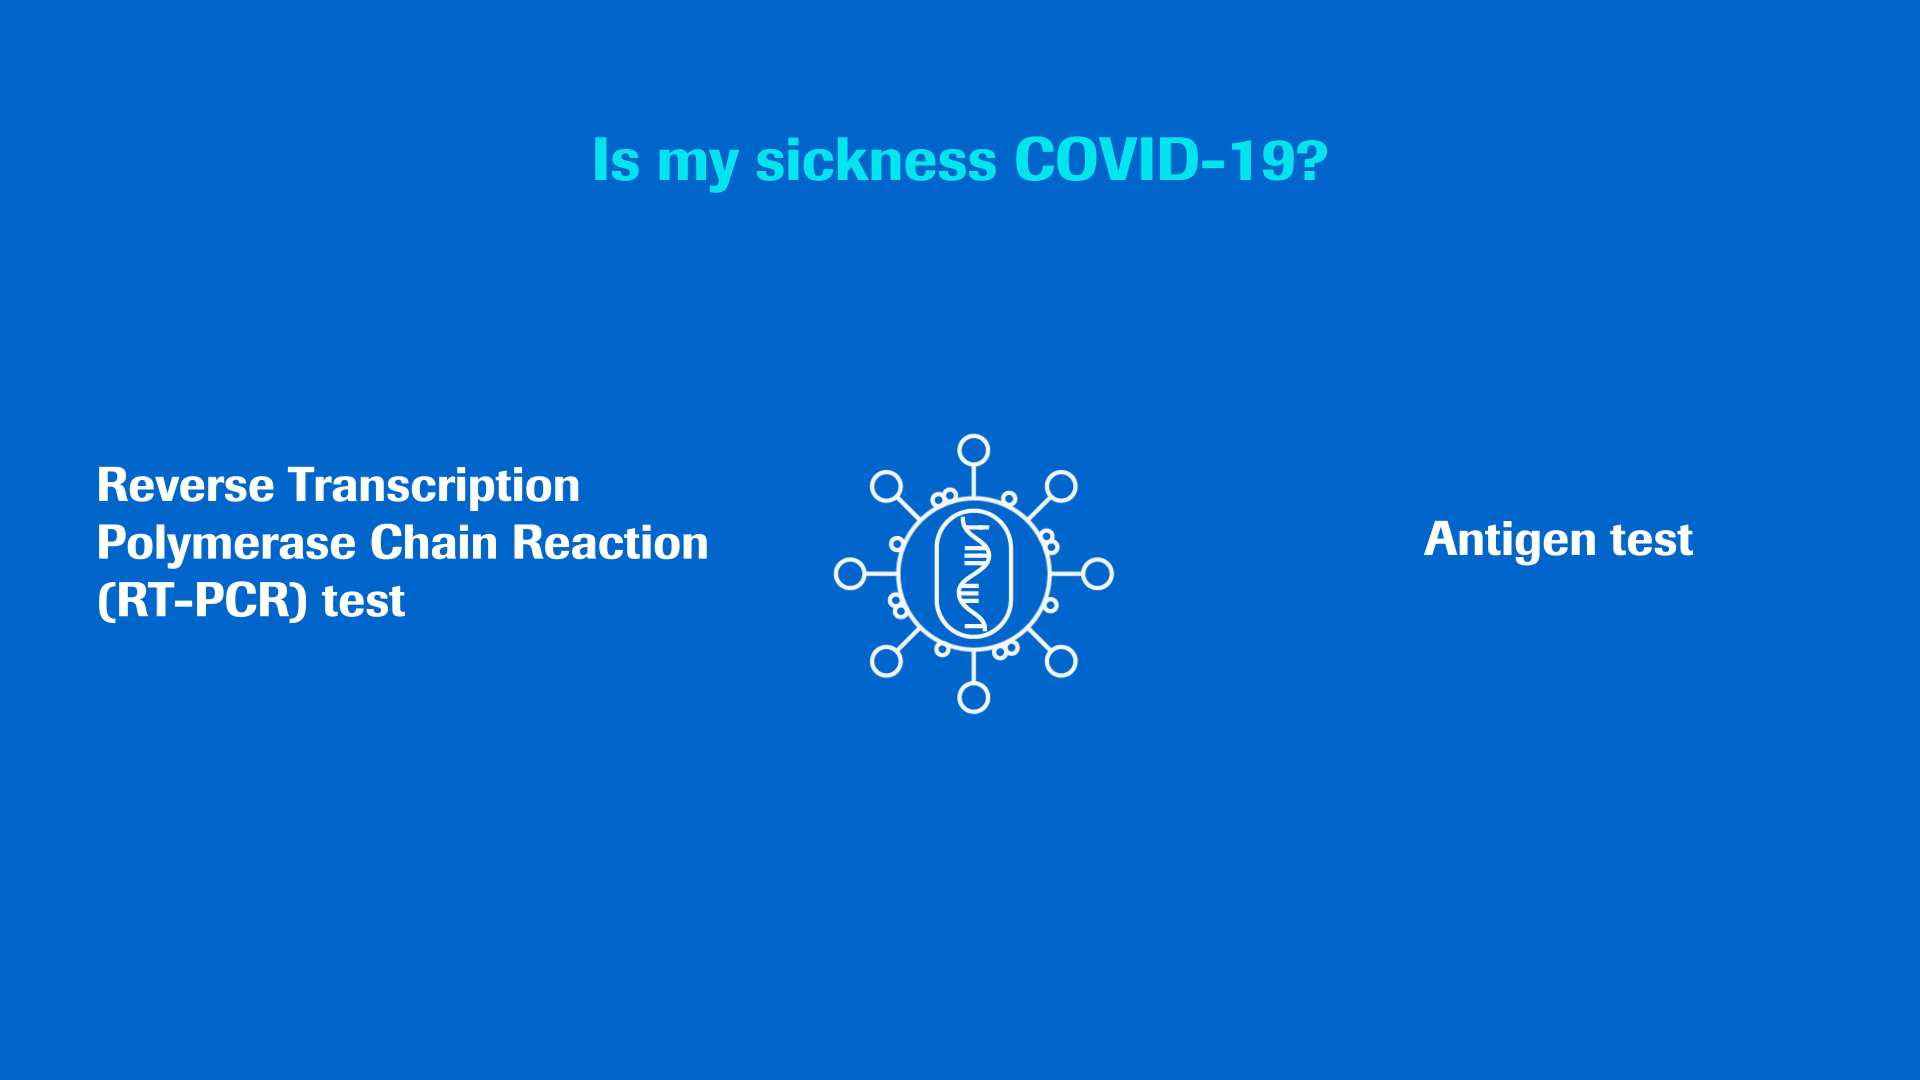 Is my sickness COVID-19?
Reverse Transcription
Polymerase Chain Reaction
(RT-PCR) test
Antigen test